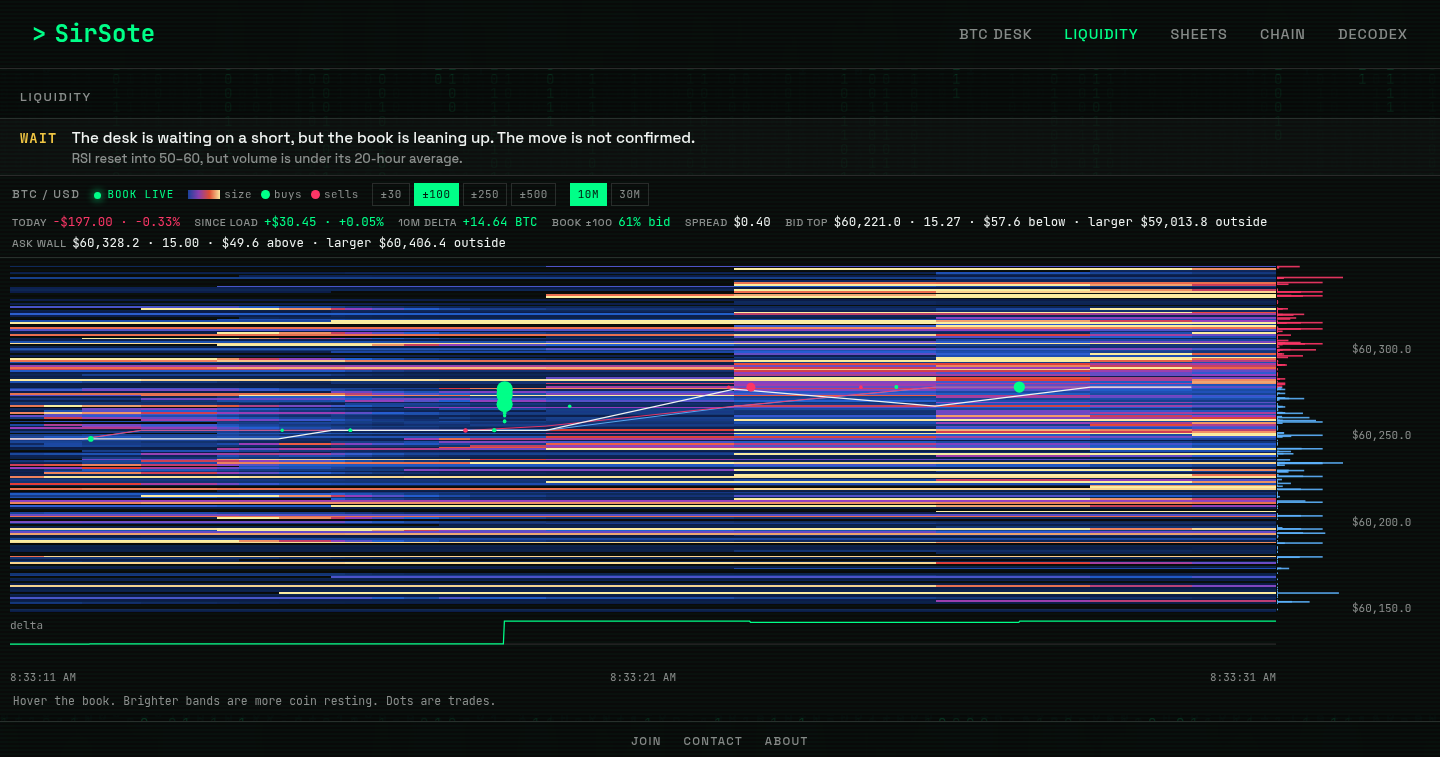 > SirSote
BTC DESK LIQUIDITY SHEETS CHAIN DECODEX
LIQUIDITY
WAIT The desk is waiting on a short, but the book is leaning up. The move is not confirmed.
RSI reset into 50–60, but volume is under its 20-hour average.
BTC / USD BOOK LIVE size buys sells ±30 ±100 ±250 ±500 10M 30M
TODAY -$197.00 · -0.33% SINCE LOAD +$30.45 · +0.05% 10M DELTA +14.64 BTC BOOK ±100 61% bid SPREAD $0.40 BID TOP $60,221.0 · 15.27 · $57.6 below · larger $59,013.8 outside
ASK WALL $60,328.2 · 15.00 · $49.6 above · larger $60,406.4 outside
$60,300.0
$60,250.0
$60,200.0
$60,150.0
delta
8:33:11 AM 8:33:21 AM 8:33:31 AM
Hover the book. Brighter bands are more coin resting. Dots are trades.
JOIN CONTACT ABOUT